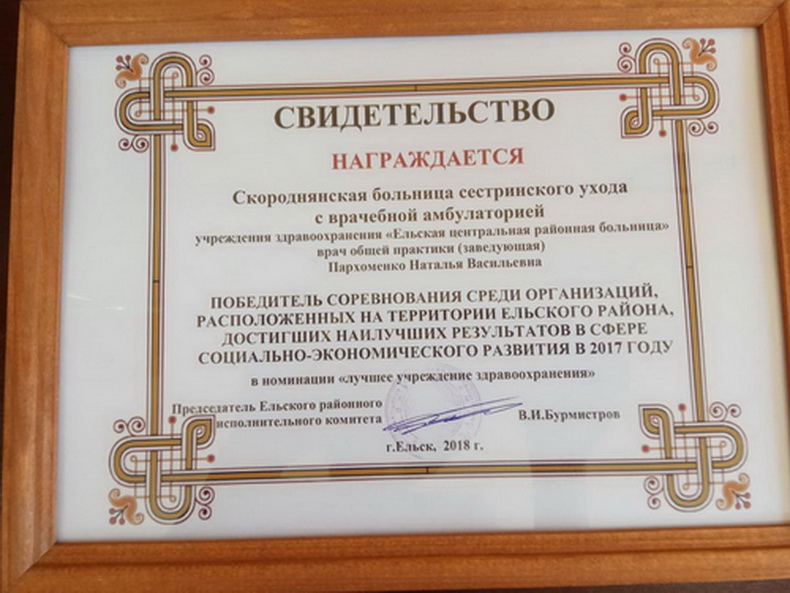 СВИДЕТЕЛЬСТВО
НАГРАЖДАЕТСЯ
Скороднянская больница сестринского ухода
с врачебной амбулаторией
учреждения здравоохранения «Ельская центральная районная больница»
врач общей практики (заведующая)
Пархоменко Наталья Васильевна
ПОБЕДИТЕЛЬ СОРЕВНОВАНИЯ СРЕДИ ОРГАНИЗАЦИЙ,
РАСПОЛОЖЕННЫХ НА ТЕРРИТОРИИ ЕЛЬСКОГО РАЙОНА,
ДОСТИГШИХ НАИЛУЧШИХ РЕЗУЛЬТАТОВ В СФЕРЕ
СОЦИАЛЬНО-ЭКОНОМИЧЕСКОГО РАЗВИТИЯ В 2017 ГОДУ
в номинации «лучшее учреждение здравоохранения»
Председатель Ельского районного
исполнительного комитета
В.И.Бурмистров
г.Ельск, 2018 г.